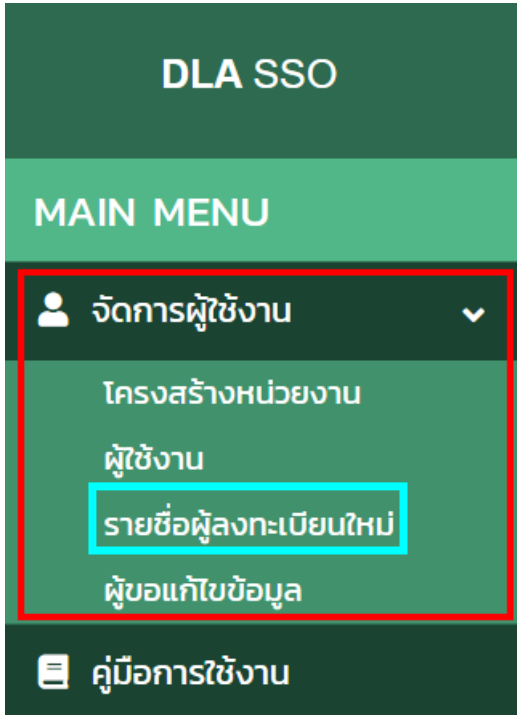 DLA SSO
MAIN MENU
จัดการผู้ใช้งาน
โครงสร้างหน่วยงาน
ผู้ใช้งาน
รายชื่อผู้ลงทะเบียนใหม่
ผู้ขอแก้ไขข้อมูล
คู่มือการใช้งาน